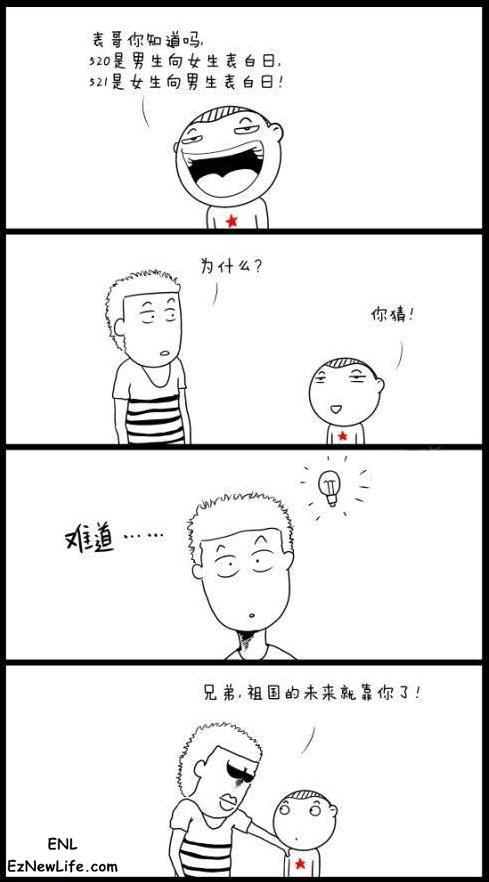 表哥你知道吗,
520是男生向女生表白日,
521是女生向男生表白日!
为什么?
你猜!
难道……
兄弟,祖国的未来就靠你了!
ENL
EzNewLife.com